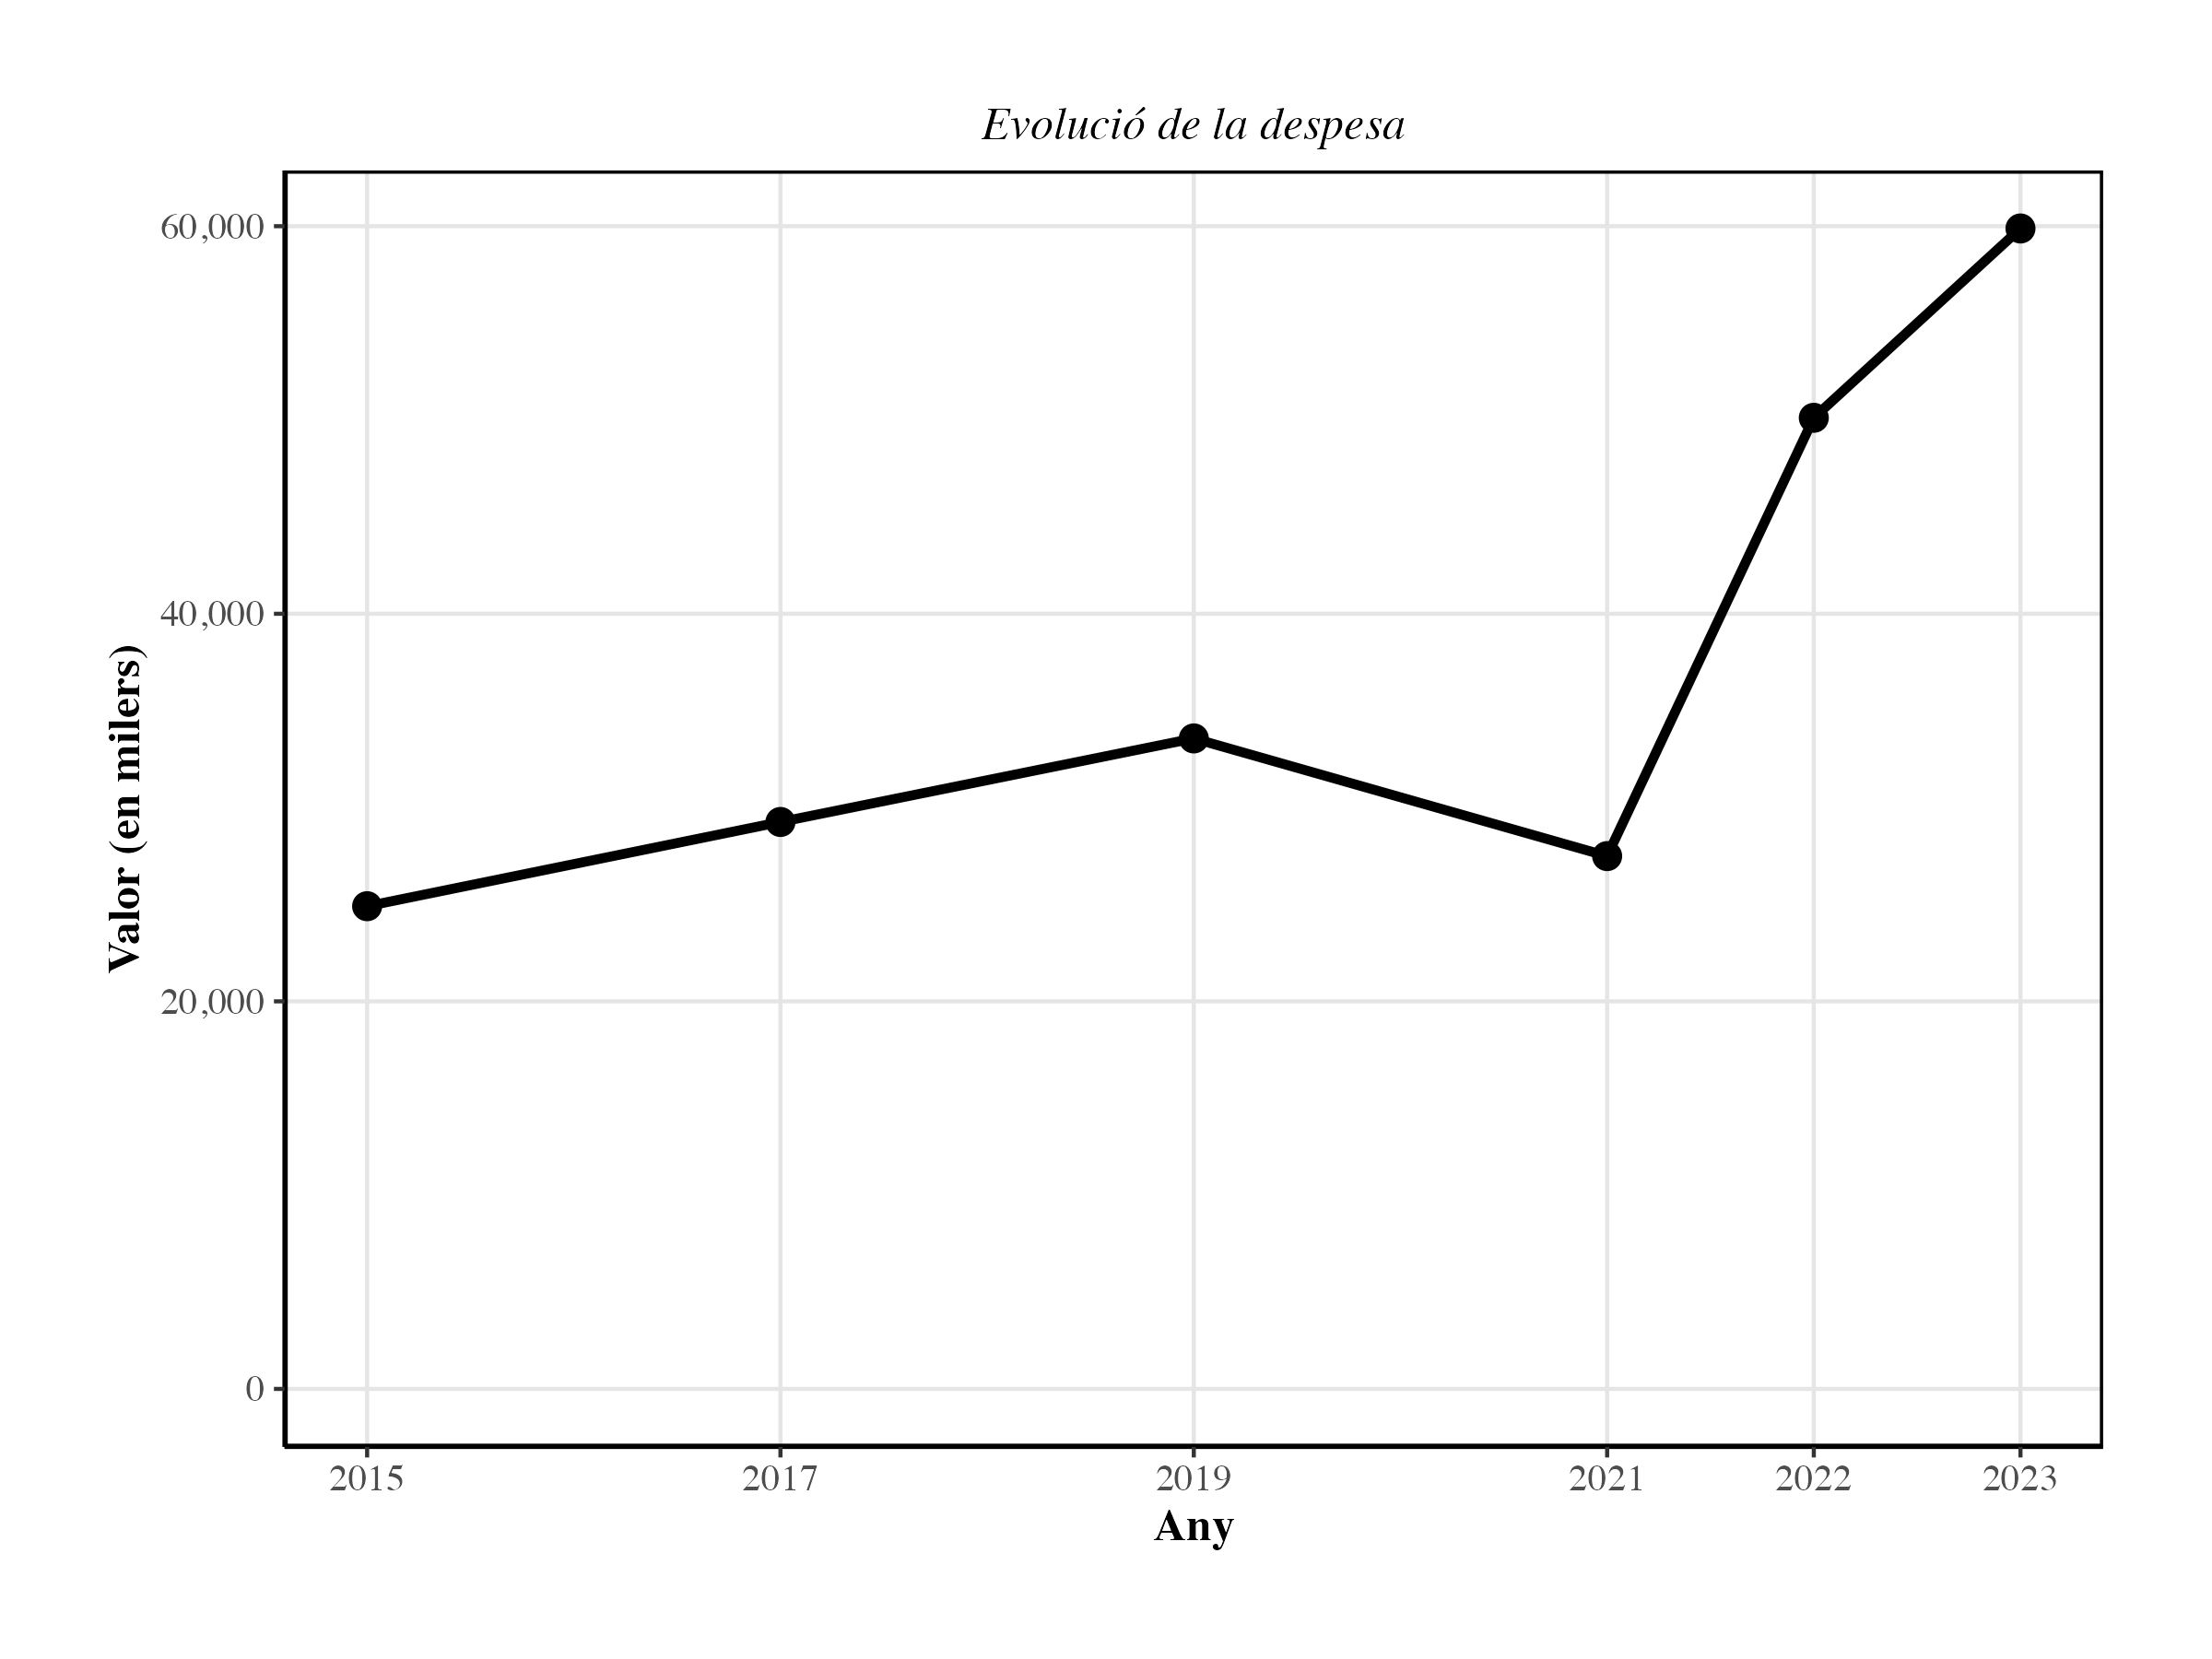 Evolució de la despesa
Valor (en milers)
60,000
40,000
20,000
0
2015 2017 2019 2021 2022 2023
Any